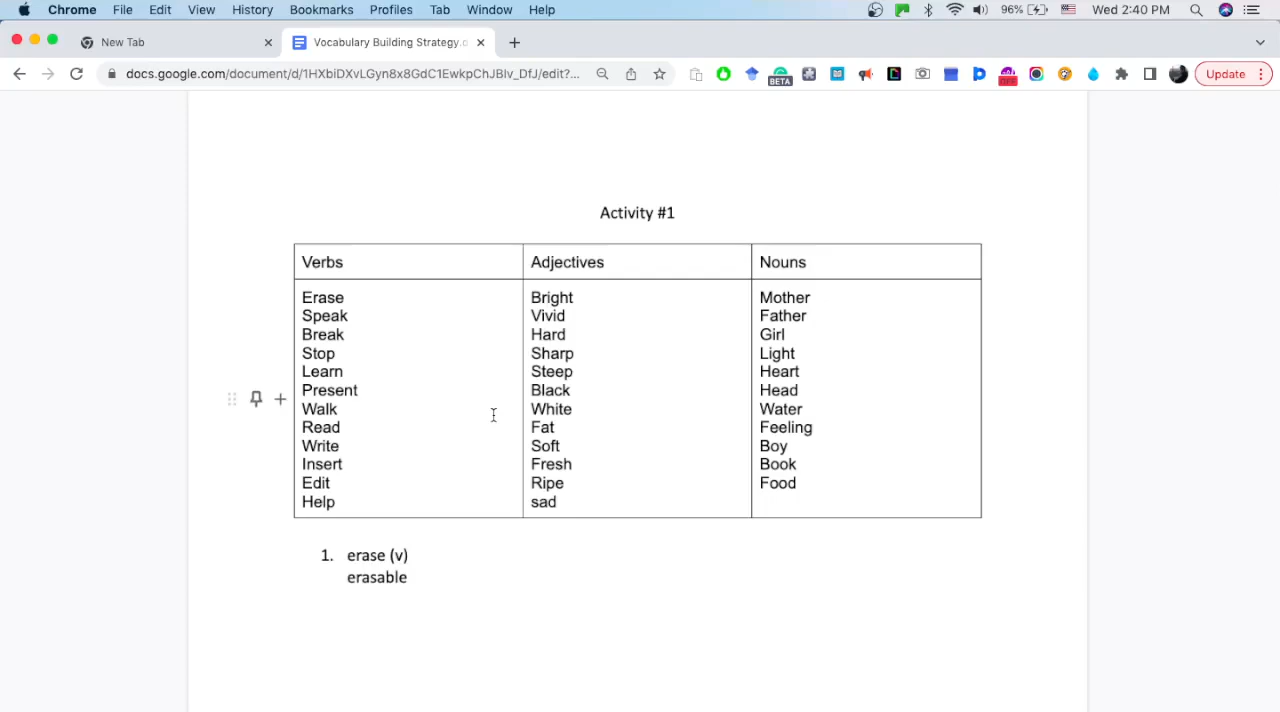 Chrome File Edit View History Bookmarks Profiles Tab Window Help 96% Wed 2:40 PM
New Tab Vocabulary Building Strategy.
docs.google.com/document/d/1HXbiDXvLGyn8x8GdC1EwkpChJBlv_DfJ/edit?... BETA OFF Update
Activity #1
Verbs Adjectives Nouns
Erase Bright Mother
Speak Vivid Father
Break Hard Girl
Stop Sharp Light
Learn Steep Heart
Present Black Head
Walk White Water
Read Fat Feeling
Write Soft Boy
Insert Fresh Book
Edit Ripe Food
Help sad
1. erase (v)
erasable